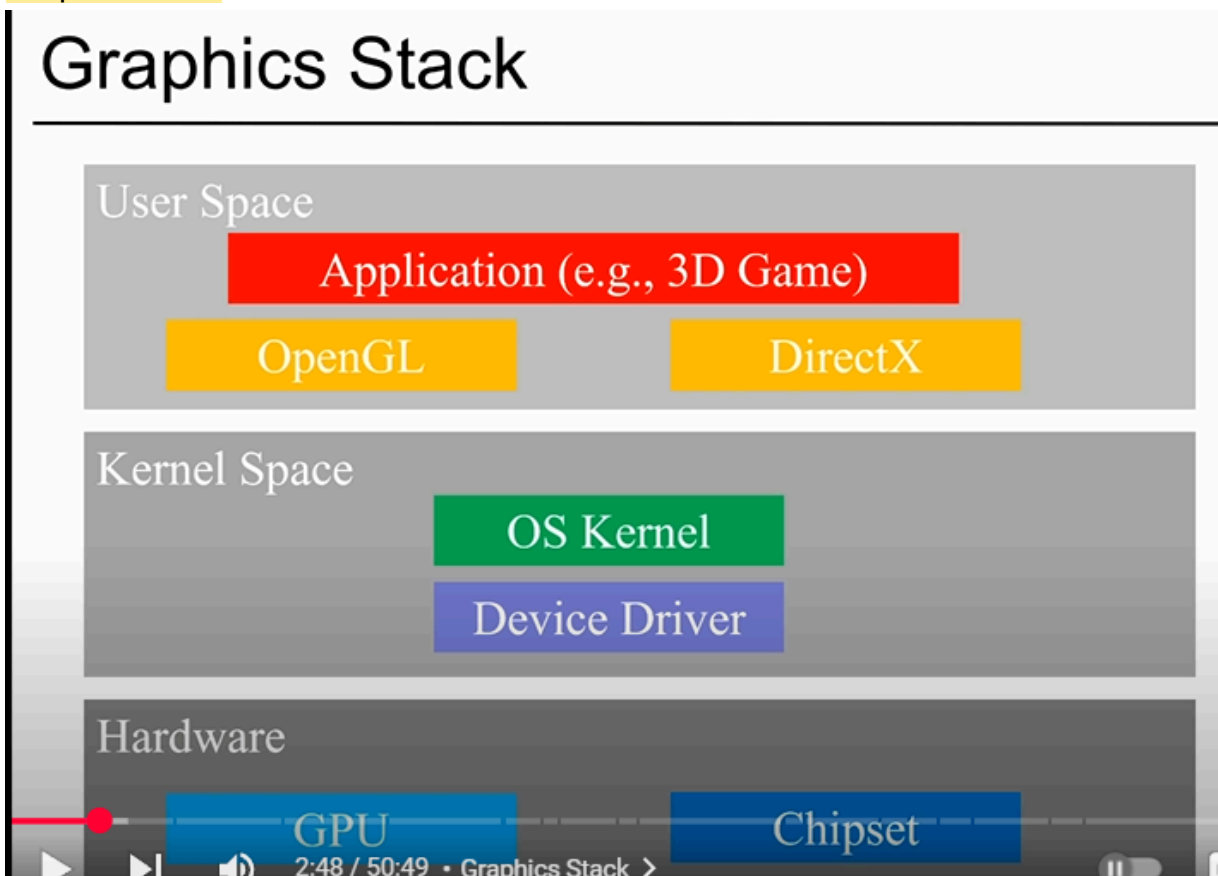 Graphics Stack
User Space
Application (e.g., 3D Game)
OpenGL
DirectX
Kernel Space
OS Kernel
Device Driver
Hardware
GPU
Chipset
2:48 / 50:49 • Graphics Stack >